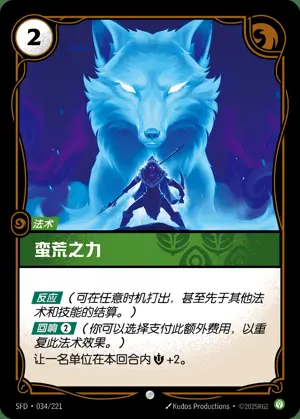 2
法术
蛮荒之力
反应 （可在任意时机打出，甚至先于其他法
术和技能的结算。）
回响 2 （你可以选择支付此额外费用，以重
复此法术效果。）
让一名单位在本回合内 +2。
SFD • 034/221
Kudos Productions • ©2025RGI